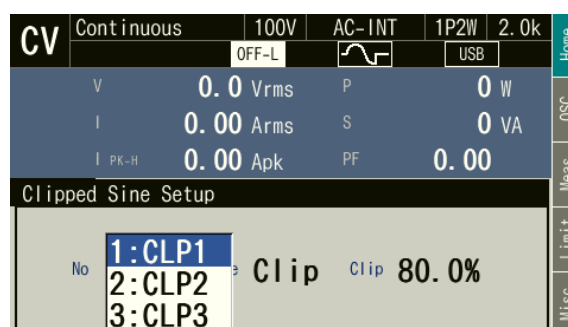 CV Continuous 100V AC-INT 1P2W 2.0k
OFF-L USB
V 0.0 Vrms P 0 W
I 0.00 Arms S 0 VA
I PK-H 0.00 Apk PF 0.00
Clipped Sine Setup
No 1:CLP1 Clip Clip 80.0%
2:CLP2
3:CLP3
Home
OSC
Meas
Limit
Misc